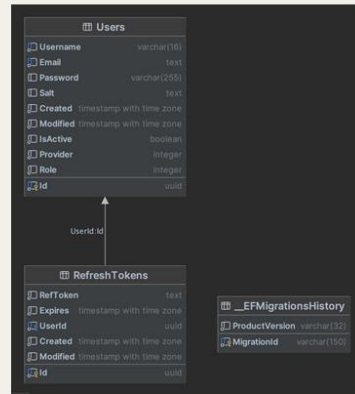 Users
Username varchar(16)
Email text
Password varchar(255)
Salt text
Created timestamp with time zone
Modified timestamp with time zone
IsActive boolean
Provider integer
Role integer
Id uuid
UserId:Id
RefreshTokens
RefToken text
Expires timestamp with time zone
UserId uuid
Created timestamp with time zone
Modified timestamp with time zone
Id uuid
__EFMigrationsHistory
ProductVersion varchar(32)
MigrationId varchar(150)